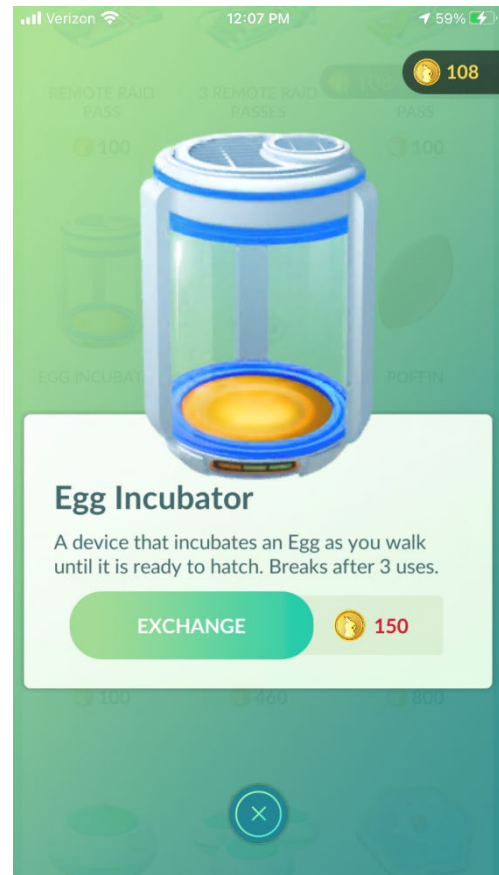 Verizon 12:07 PM 59%
108
REMOTE RAID PASS
3 REMOTE RAID PASSES
PASS
100
100
EGG INCUBAT
POFFIN
Egg Incubator
A device that incubates an Egg as you walk
until it is ready to hatch. Breaks after 3 uses.
EXCHANGE 150
100 460 800